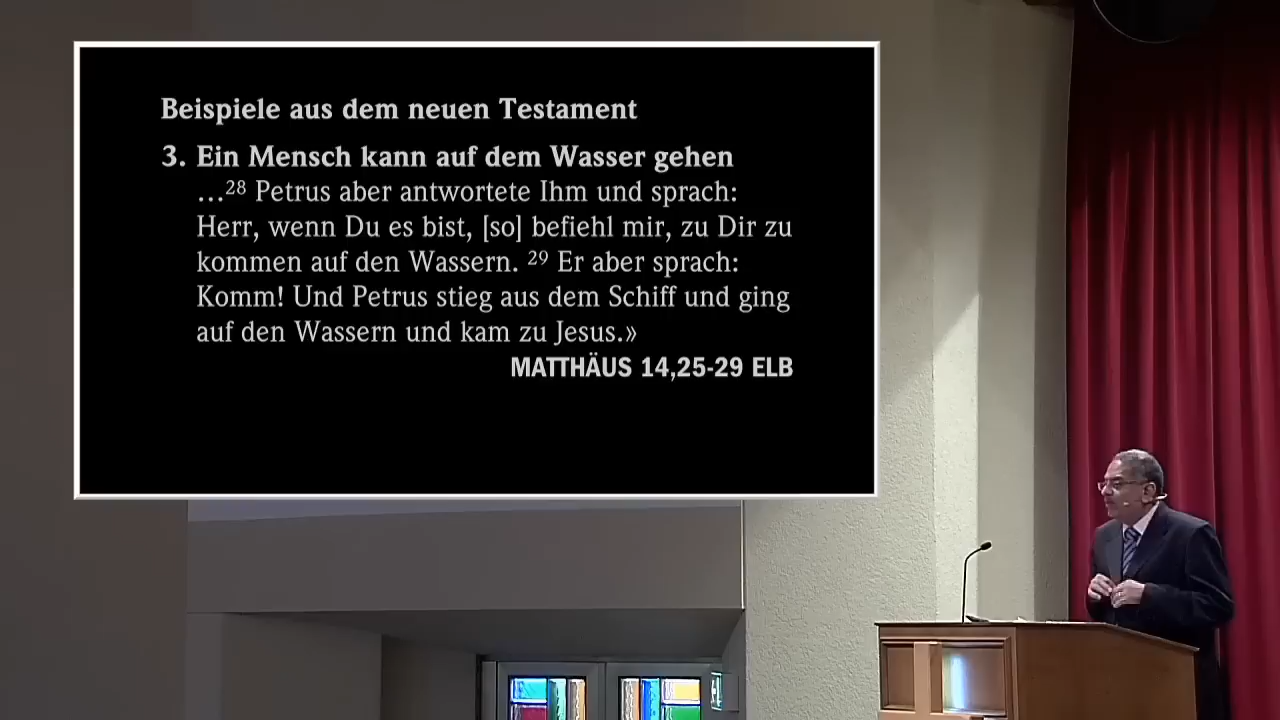 Beispiele aus dem neuen Testament
3. Ein Mensch kann auf dem Wasser gehen
…²⁸ Petrus aber antwortete Ihm und sprach:
Herr, wenn Du es bist, [so] befiehl mir, zu Dir zu
kommen auf den Wassern. ²⁹ Er aber sprach:
Komm! Und Petrus stieg aus dem Schiff und ging
auf den Wassern und kam zu Jesus.»
MATTHÄUS 14,25-29 ELB